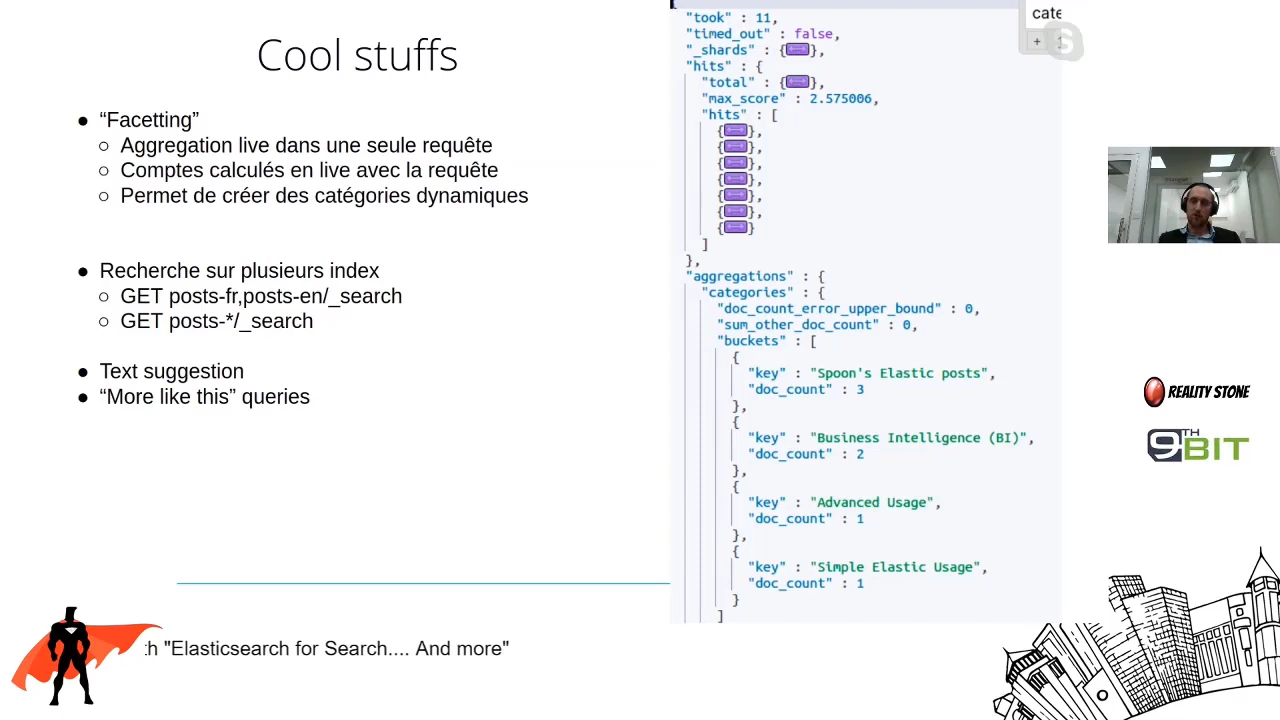 Cool stuffs
● “Facetting”
○ Aggregation live dans une seule requête
○ Comptes calculés en live avec la requête
○ Permet de créer des catégories dynamiques
● Recherche sur plusieurs index
○ GET posts-fr,posts-en/_search
○ GET posts-*/_search
● Text suggestion
● “More like this” queries
"took" : 11,
"timed_out" : false,
"_shards" : { },
"hits" : {
"total" : { },
"max_score" : 2.575006,
"hits" : [
{ },
{ },
{ },
{ },
{ },
{ },
{ }
]
},
"aggregations" : {
"categories" : {
"doc_count_error_upper_bound" : 0,
"sum_other_doc_count" : 0,
"buckets" : [
{
"key" : "Spoon's Elastic posts",
"doc_count" : 3
},
{
"key" : "Business Intelligence (BI)",
"doc_count" : 2
},
{
"key" : "Advanced Usage",
"doc_count" : 1
},
{
"key" : "Simple Elastic Usage",
"doc_count" : 1
}
]
cate
+
REALITY STONE
9TH BIT
th "Elasticsearch for Search.... And more"